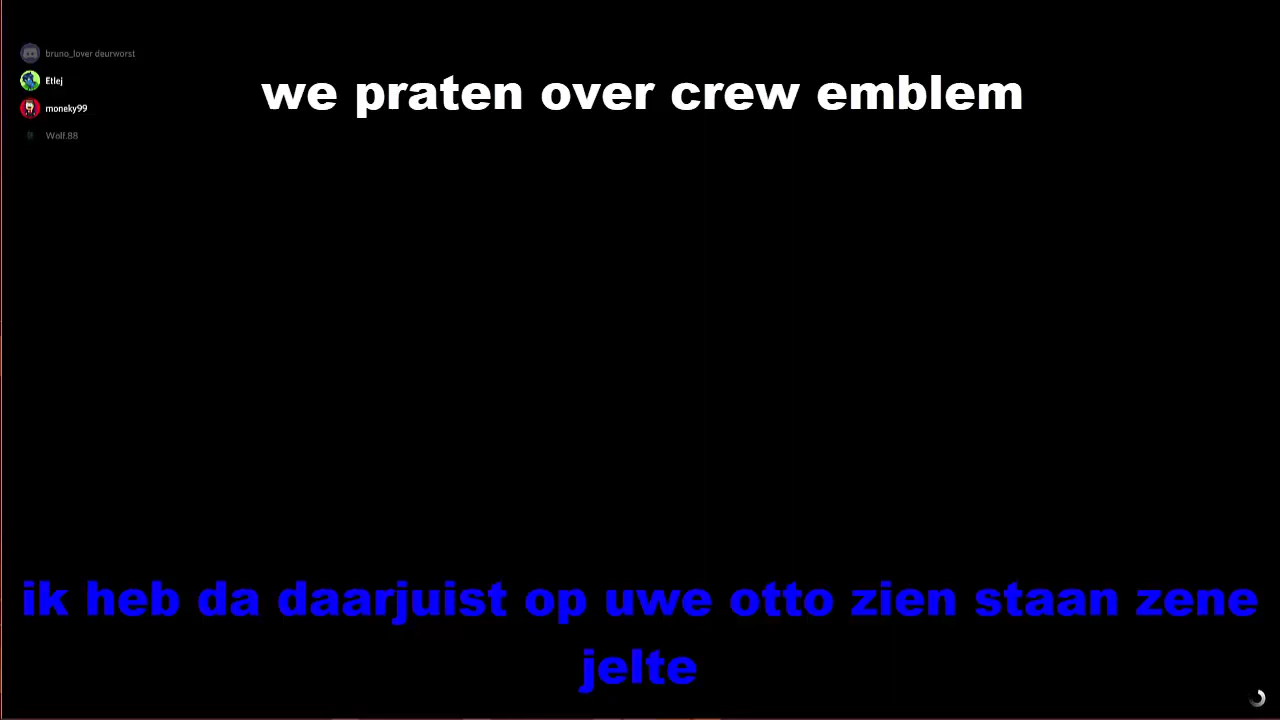 bruno_lover deurworst
Etlej
moneky99
Wolf.88
we praten over crew emblem
ik heb da daarjuist op uwe otto zien staan zene
jelte